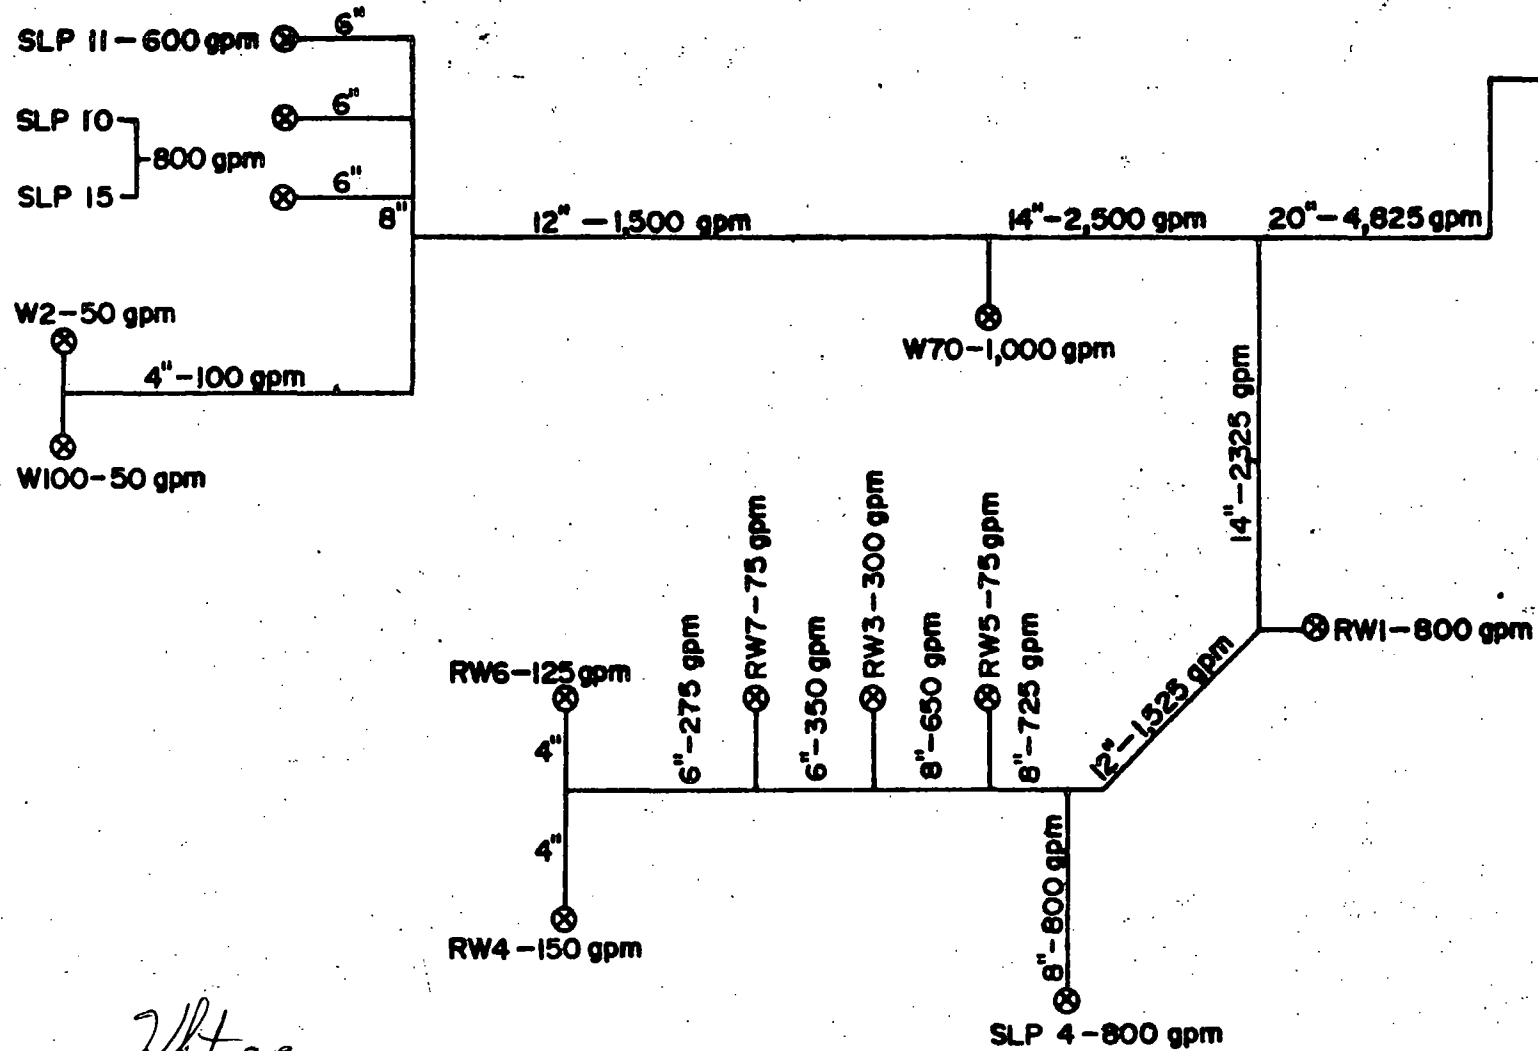 SLP 11-600 gpm
6"
SLP 10
6"
800 gpm
SLP 15
6"
8"
12" -1,500 gpm
14"-2,500 gpm
20"-4,825 gpm
W2-50 gpm
4"-100 gpm
W100-50 gpm
W70-1,000 gpm
14"-2325 gpm
RW1-800 gpm
12"-1,525 gpm
RW6-125 gpm
4"
6"-275 gpm
RW7-75 gpm
6"-350 gpm
RW3-300 gpm
8"-650 gpm
RW5-75 gpm
8"-725 gpm
4"
RW4-150 gpm
8"-800 gpm
SLP 4-800 gpm